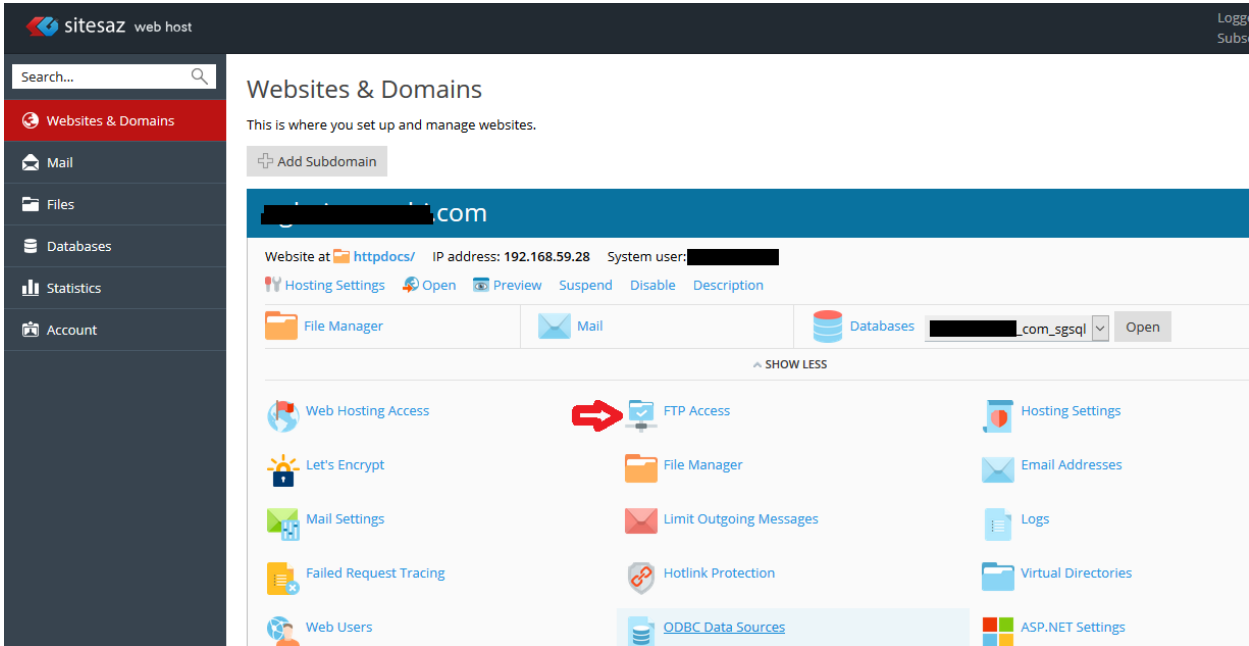 sitesaz web host
Logge
Subs
Search...
Websites & Domains
Mail
Files
Databases
Statistics
Account
Websites & Domains
This is where you set up and manage websites.
Add Subdomain
.com
Website at httpdocs/ IP address: 192.168.59.28 System user:
Hosting Settings Open Preview Suspend Disable Description
File Manager Mail Databases _com_sgsql Open
SHOW LESS
Web Hosting Access FTP Access Hosting Settings
Let's Encrypt File Manager Email Addresses
Mail Settings Limit Outgoing Messages Logs
Failed Request Tracing Hotlink Protection Virtual Directories
Web Users ODBC Data Sources ASP.NET Settings